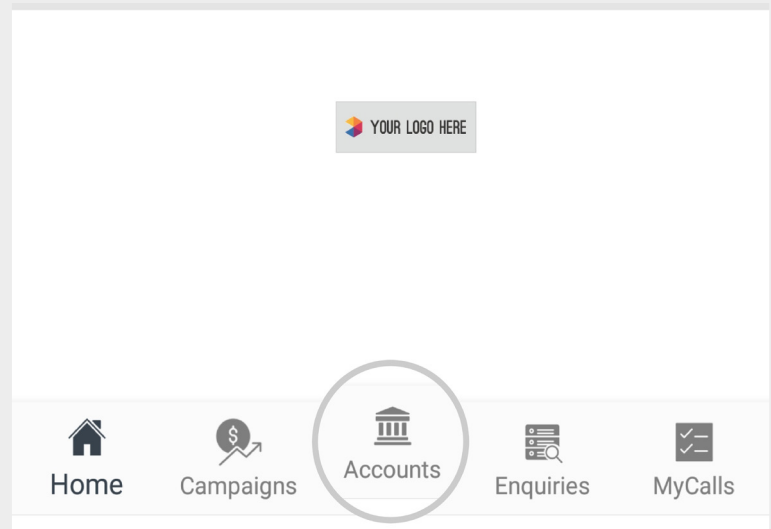 YOUR LOGO HERE
Home
Campaigns
Accounts
Enquiries
MyCalls